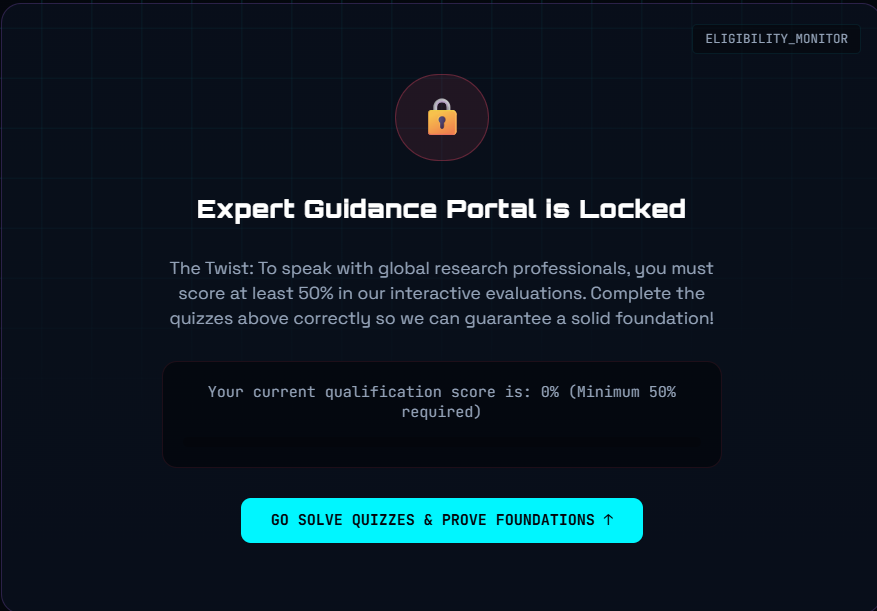 ELIGIBILITY_MONITOR
Expert Guidance Portal is Locked
The Twist: To speak with global research professionals, you must
score at least 50% in our interactive evaluations. Complete the
quizzes above correctly so we can guarantee a solid foundation!
Your current qualification score is: 0% (Minimum 50%
required)
GO SOLVE QUIZZES & PROVE FOUNDATIONS ↑